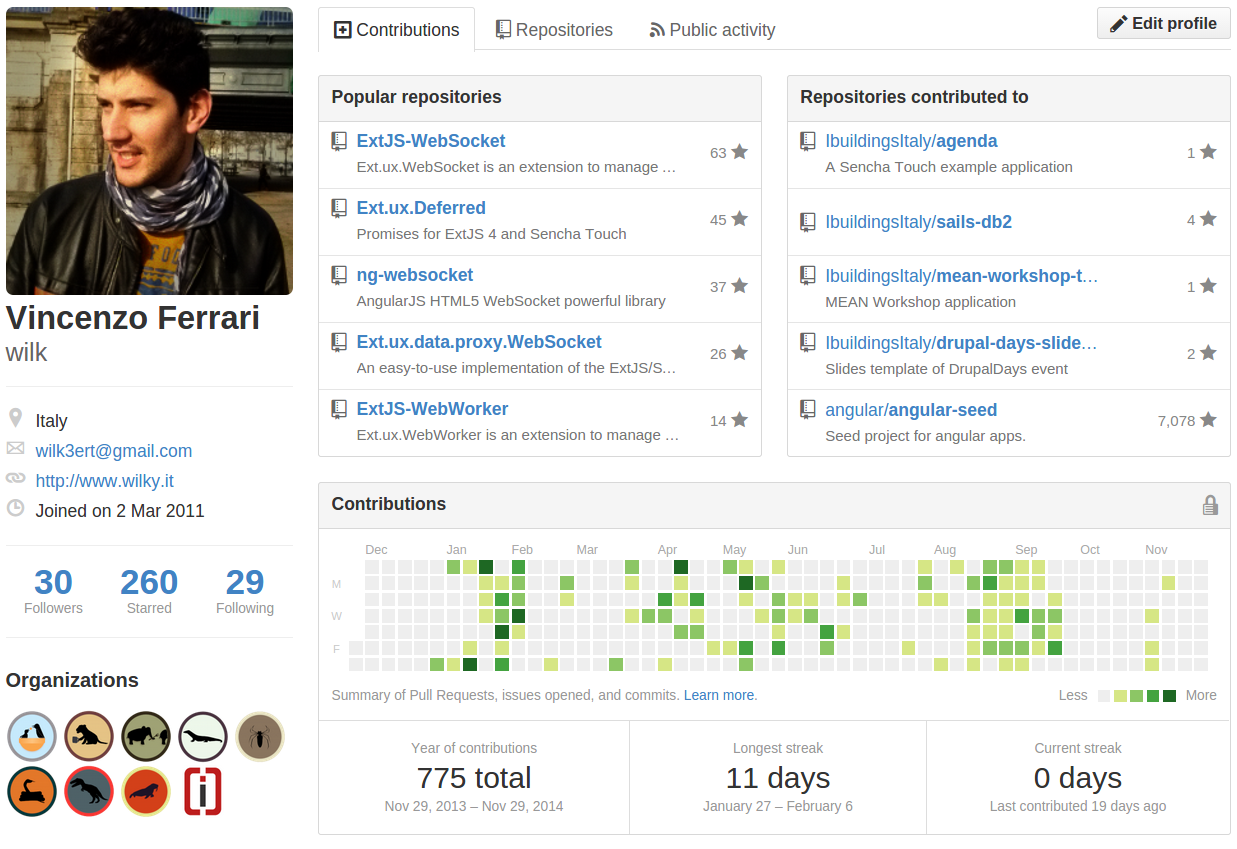 Contributions
Repositories
Public activity
Edit profile
Vincenzo Ferrari
wilk
Italy
wilk3ert@gmail.com
http://www.wilky.it
Joined on 2 Mar 2011
30 260 29
Followers Starred Following
Organizations
[i]
Popular repositories
ExtJS-WebSocket
Ext.ux.WebSocket is an extension to manage …
63
Ext.ux.Deferred
Promises for ExtJS 4 and Sencha Touch
45
ng-websocket
AngularJS HTML5 WebSocket powerful library
37
Ext.ux.data.proxy.WebSocket
An easy-to-use implementation of the ExtJS/S…
26
ExtJS-WebWorker
Ext.ux.WebWorker is an extension to manage …
14
Repositories contributed to
IbuildingsItaly/agenda
A Sencha Touch example application
1
IbuildingsItaly/sails-db2
4
IbuildingsItaly/mean-workshop-t…
MEAN Workshop application
1
IbuildingsItaly/drupal-days-slide…
Slides template of DrupalDays event
2
angular/angular-seed
Seed project for angular apps.
7,078
Contributions
Dec Jan Feb Mar Apr May Jun Jul Aug Sep Oct Nov
M
W
F
Summary of Pull Requests, issues opened, and commits. Learn more.
Less More
Year of contributions
775 total
Nov 29, 2013 – Nov 29, 2014
Longest streak
11 days
January 27 – February 6
Current streak
0 days
Last contributed 19 days ago